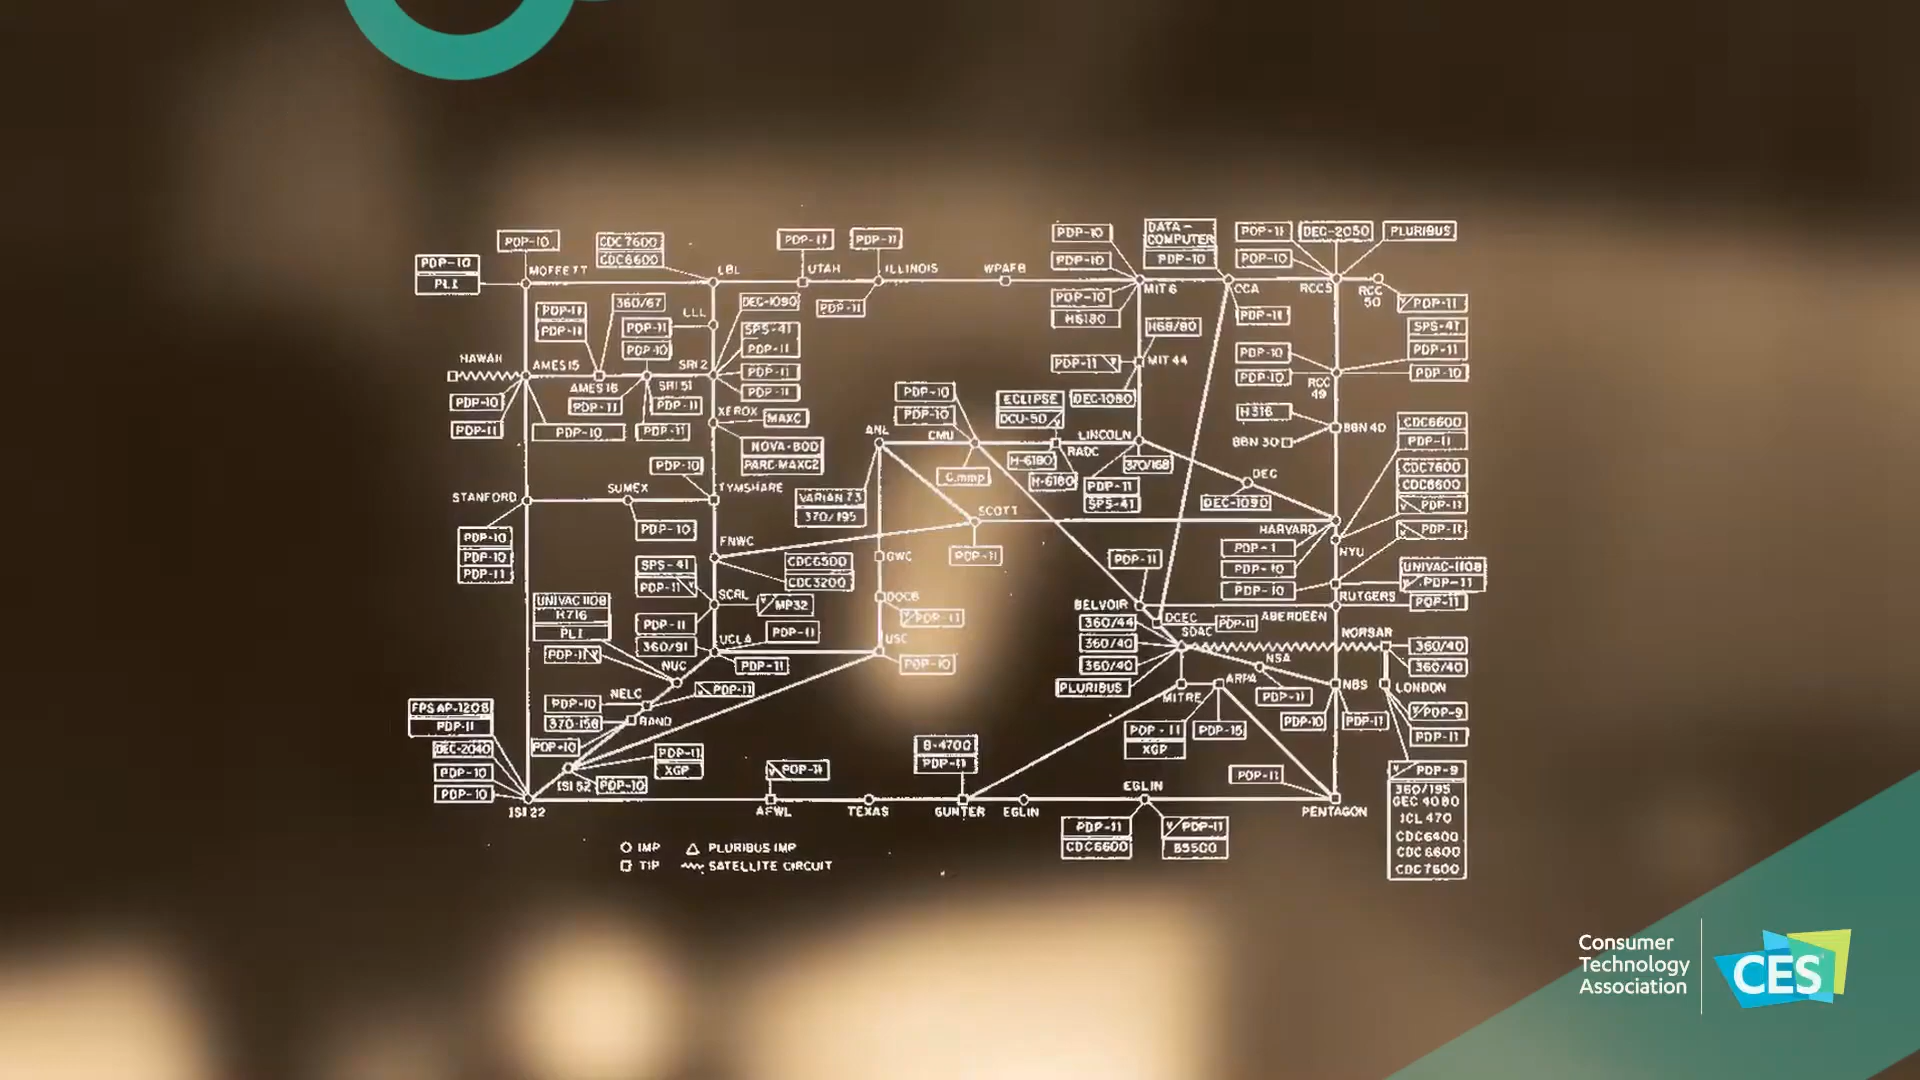 PDP-10
PLI
PDP-10
MOFFETT
CDC7600
CDC6600
LBL
PDP-11
UTAH
PDP-11
ILLINOIS
PDP-11
WPAFB
PDP-10
PDP-10
PDP-10
H6180
MIT 6
DATA-
COMPUTER
PDP-10
CCA
PDP-11
PDP-11
PDP-10
DEC-2050
PLURIBUS
RCC5
RCC
50
PDP-11
SPS-41
PDP-11
PDP-10
HAWAII
AMES15
PDP-11
PDP-11
360/67
AMES16
PDP-11
PDP-10
LLL
SRI 2
SRI 51
PDP-11
PDP-11
DEC-1090
SPS-41
PDP-11
PDP-11
PDP-11
PDP-10
PDP-11
PDP-10
PDP-11
XEROX
MAXC
NOVA-800
PARC-MAXC2
H68/80
MIT 44
PDP-11
DEC-1080
PDP-10
PDP-10
RCC
49
H316
BBN 30
BBN 40
PDP-10
PDP-10
ANL
CMU
C.mmp
ECLIPSE
DCU-50
RADC
H-6180
H-6180
LINCOLN
370/168
PDP-11
SPS-41
DEC
DEC-1090
CDC6600
PDP-11
CDC7600
CDC6600
PDP-11
PDP-11
STANFORD
SUMEX
TYMSHARE
PDP-10
PDP-10
PDP-10
PDP-10
PDP-11
VARIAN 73
370/195
SCOTT
PDP-11
HARVARD
PDP-1
PDP-10
PDP-10
NYU
FNWC
CDC6500
CDC3200
GWC
DOCB
PDP-11
SPS-41
PDP-11
SCRL
MP32
PDP-11
360/91
UNIVAC 1108
H716
PLI
PDP-11
UCLA
PDP-11
PDP-11
USC
PDP-10
NUC
PDP-11
BELVOIR
PDP-11
360/44
360/40
360/40
PLURIBUS
DCEC
PDP-11
SDAC
ABERDEEN
RUTGERS
UNIVAC-1108
PDP-11
PDP-11
NORSAR
360/40
360/40
NSA
PDP-11
NBS
PDP-10
PDP-11
LONDON
PDP-9
PDP-11
MITRE
ARPA
PDP-11
XGP
PDP-15
NELC
PDP-10
370-158
RAND
PDP-10
FPS AP-120B
PDP-11
DEC-2040
PDP-10
PDP-10
ISI 22
ISI 52
PDP-10
PDP-11
XGP
PDP-11
AFWL
TEXAS
B-4700
PDP-11
GUNTER
EGLIN
EGLIN
PDP-11
CDC6600
PDP-11
B5500
PDP-11
PENTAGON
PDP-9
360/195
GEC 4080
ICL 470
CDC6400
CDC6600
CDC7600
IMP
PLURIBUS IMP
TIP
SATELLITE CIRCUIT
Consumer
Technology
Association
CES